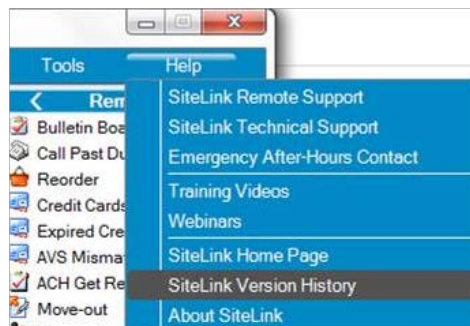 Tools Help
Rem
SiteLink Remote Support
Bulletin Boa
SiteLink Technical Support
Call Past Du
Emergency After-Hours Contact
Reorder
Training Videos
Credit Cards
Webinars
Expired Cre
SiteLink Home Page
AVS Misma
SiteLink Version History
ACH Get Re
About SiteLink
Move-out